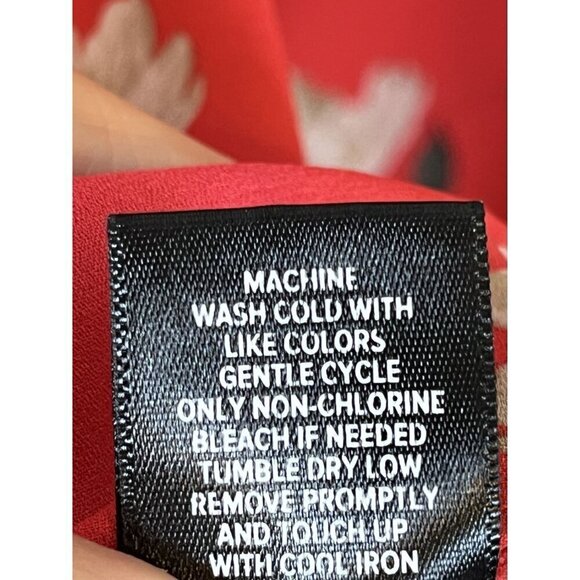 MACHINE
WASH COLD WITH
LIKE COLORS
GENTLE CYCLE
ONLY NON-CHLORINE
BLEACH IF NEEDED
TUMBLE DRY LOW
REMOVE PROMPTLY
AND TOUCH UP
WITH COOL IRON